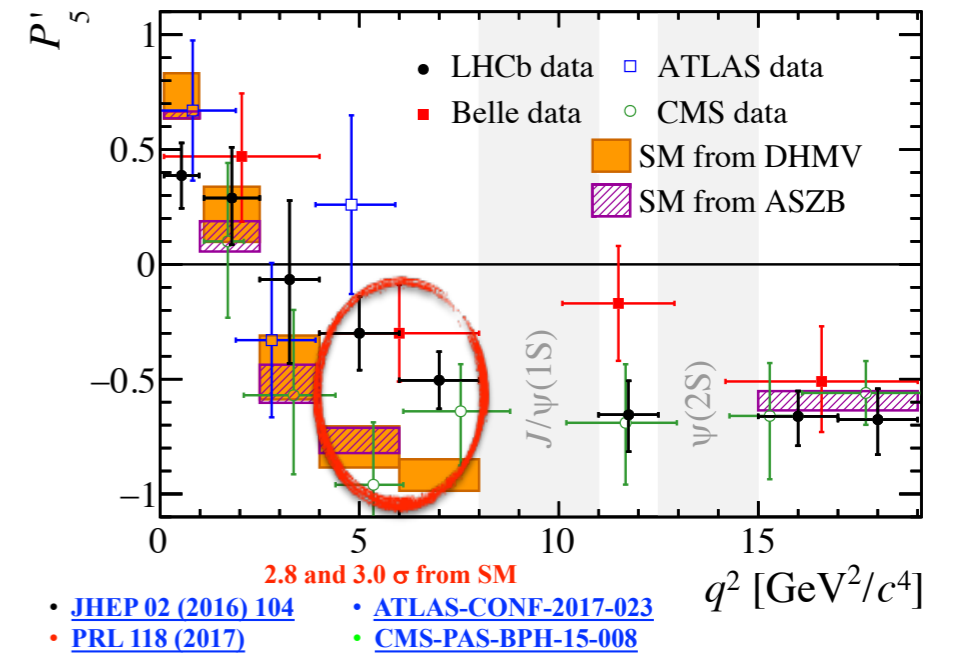 P'5
1
0.5
0
−0.5
−1
0 5 10 15
LHCb data
ATLAS data
Belle data
CMS data
SM from DHMV
SM from ASZB
J/ψ(1S)
ψ(2S)
q² [GeV²/c⁴]
2.8 and 3.0 σ from SM
• JHEP 02 (2016) 104
• ATLAS-CONF-2017-023
• PRL 118 (2017)
• CMS-PAS-BPH-15-008